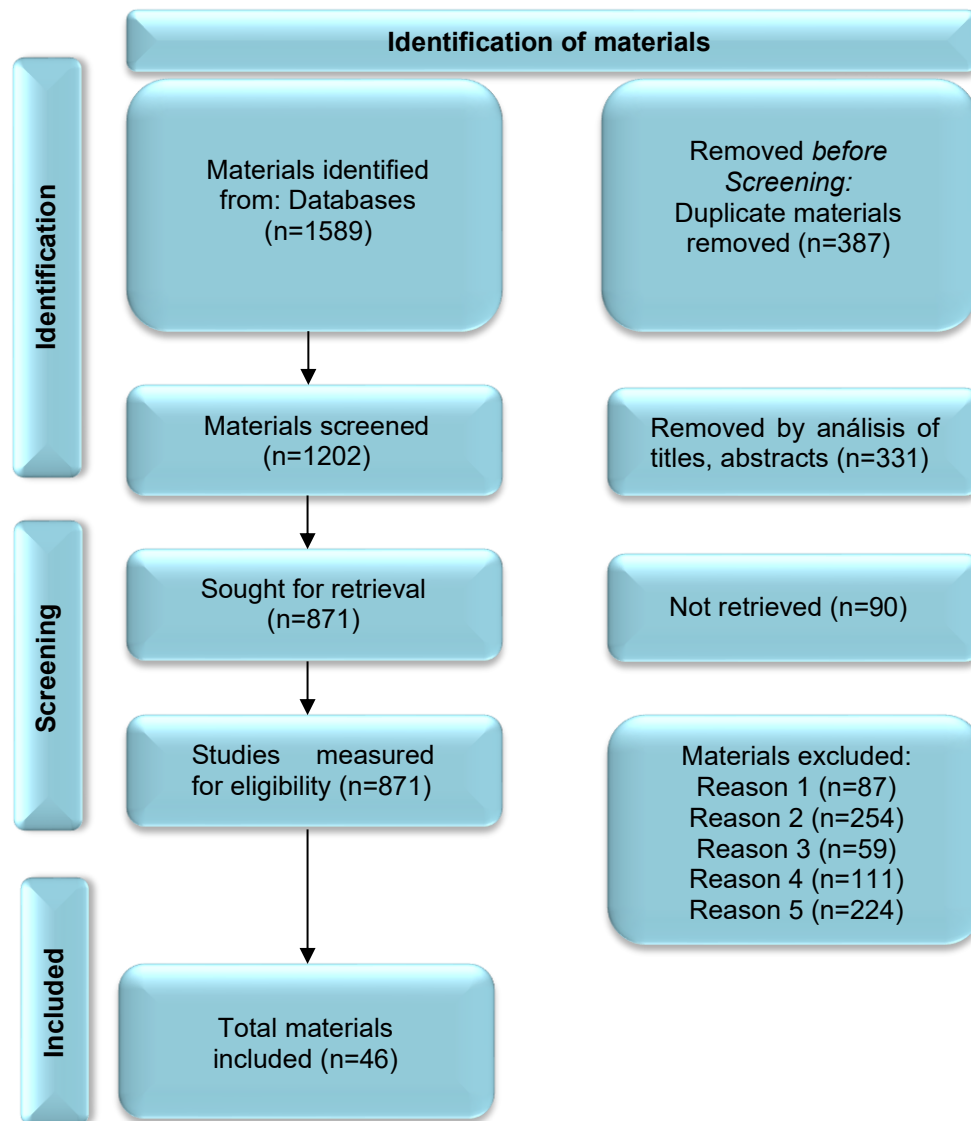 Identification of materials
Identification
Materials identified
from: Databases
(n=1589)
Removed before
Screening:
Duplicate materials
removed (n=387)
Materials screened
(n=1202)
Removed by análisis of
titles, abstracts (n=331)
Screening
Sought for retrieval
(n=871)
Not retrieved (n=90)
Studies measured
for eligibility (n=871)
Materials excluded:
Reason 1 (n=87)
Reason 2 (n=254)
Reason 3 (n=59)
Reason 4 (n=111)
Reason 5 (n=224)
Included
Total materials
included (n=46)